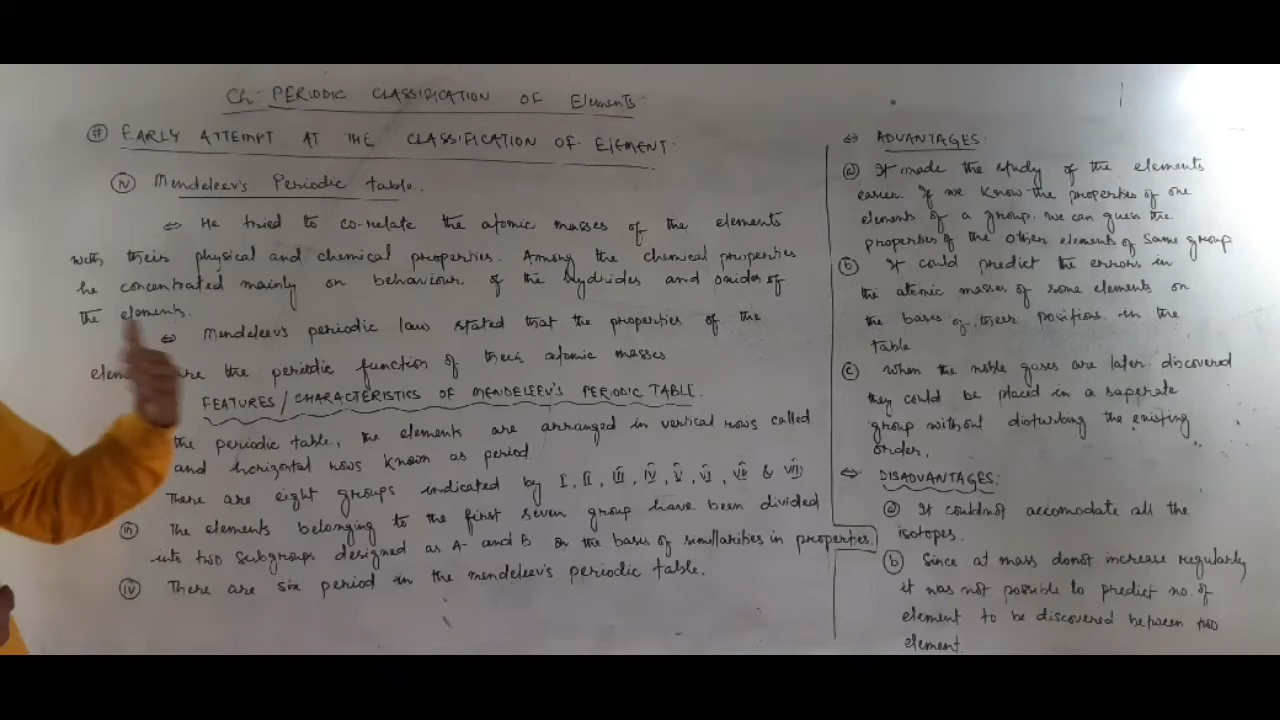 Ch: PERIODIC CLASSIFICATION OF Elements
# EARLY ATTEMPT AT THE CLASSIFICATION OF ElEMENT.
iv Mendeleev's Periodic table.
⇔ He tried to co-relate the atomic masses of the elements
with their physical and chemical properties. Among the chemical properties
he concentrated mainly on behaviour of the hydrides and oxides of
the elements.
⇔ Mendeleev's periodic law stated that the properties of the
elem are the periodic function of their atomic masses
FEATURES / CHARACTERISTICS OF MENDELEEV'S PERIODIC TABLE.
the periodic table, the elements are arranged in vertical rows called
and horizontal rows known as period.
There are eight groups indicated by I, II, III, IV, V, VI, VII & VIII
iii The elements belonging to the first seven group have been divided
into two subgroups designed as A- and B on the bases of simillarities in properties.
iv There are six period in the mendeleev's periodic table.
⇔ ADVANTAGES.
a It made the study of the elements
easier. If we know the properties of one
elements of a group. we can guess the
properties of the other elements of same group
b It could predict the errors in
the atomic masses of some elements on
the bases of their positions in the
table
c When the noble gases are later discovered
they could be placed in a saperate
group without disturbing the existing
order.
⇔ DISADVANTAGES:
a It couldnot accomodate all the
isotopes.
b Since at mass donot increase regularly
it was not possible to predict no. of
element to be discovered between two
element.